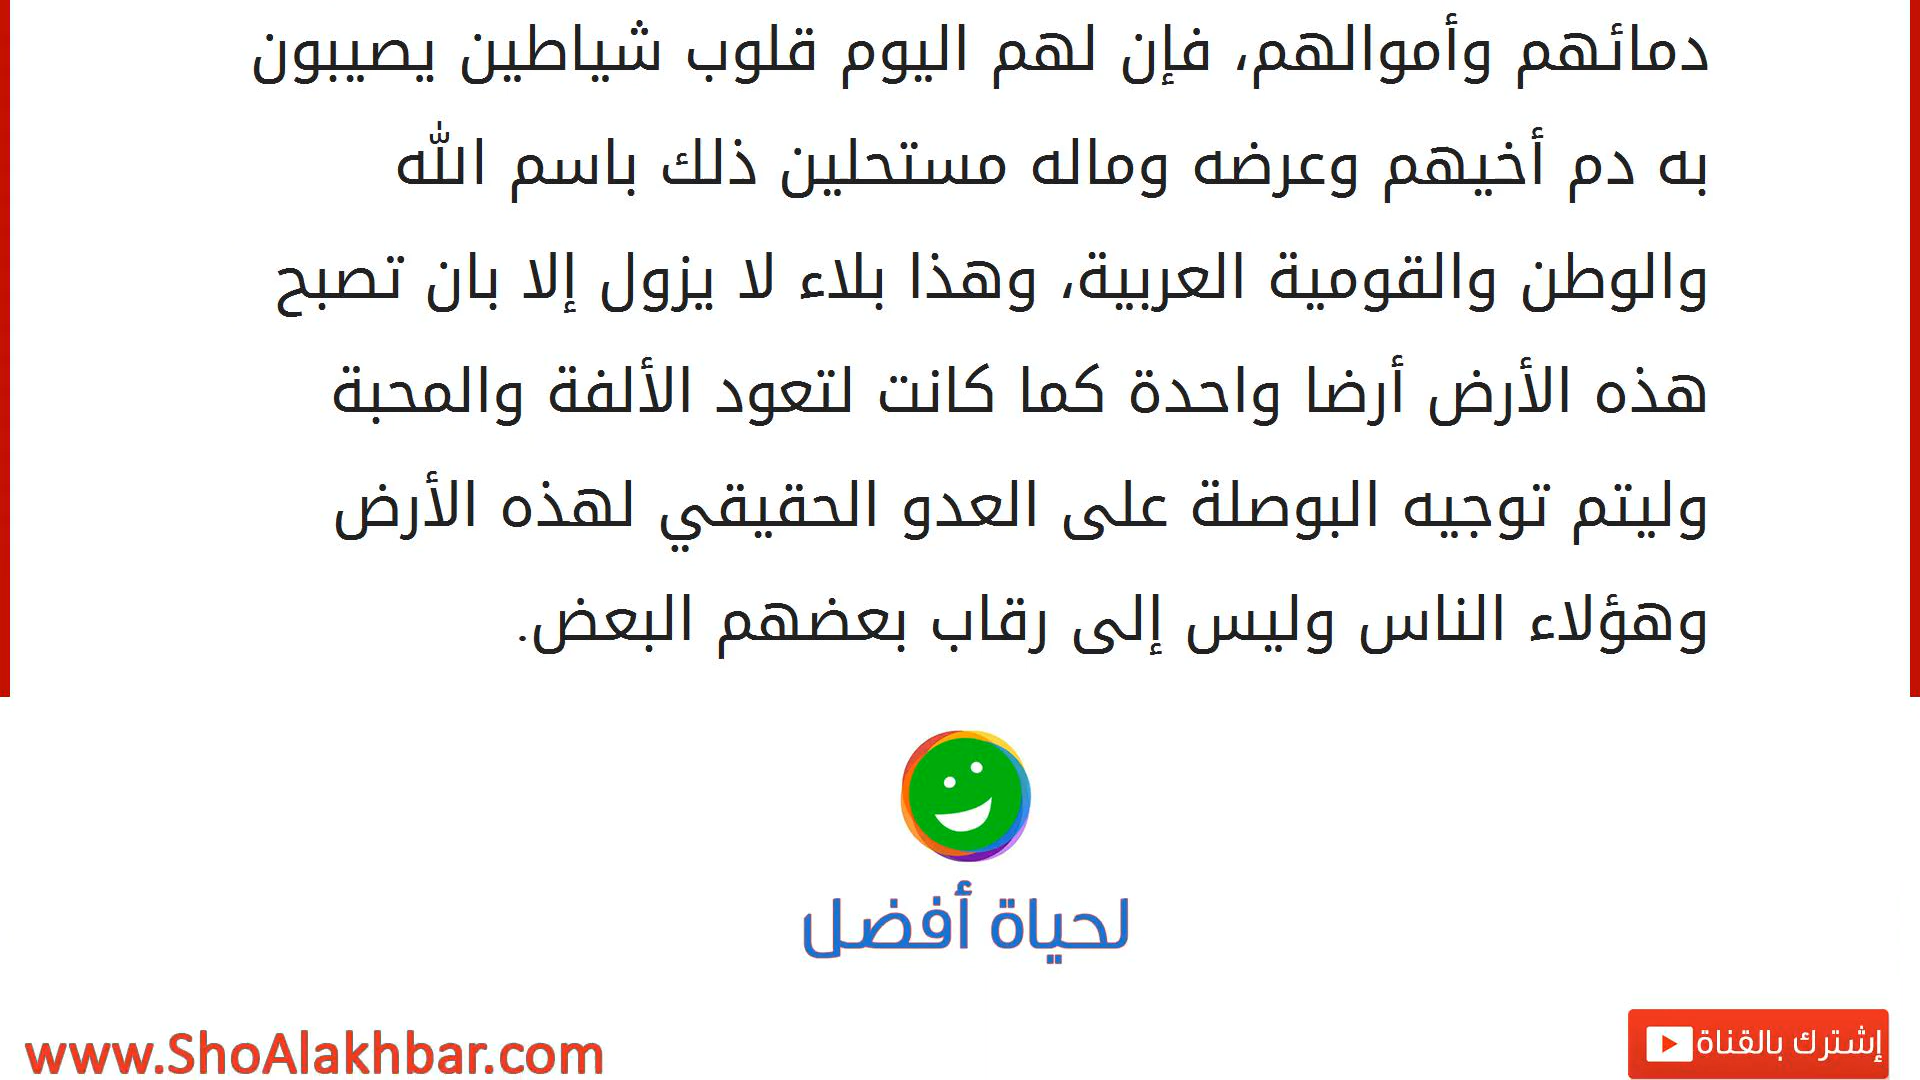 دمائهم وأموالهم، فإن لهم اليوم قلوب شياطين يصيبون
به دم أخيهم وعرضه وماله مستحلين ذلك باسم الله
والوطن والقومية العربية، وهذا بلاء لا يزول إلا بان تصبح
هذه الأرض أرضا واحدة كما كانت لتعود الألفة والمحبة
وليتم توجيه البوصلة على العدو الحقيقي لهذه الأرض
وهؤلاء الناس وليس إلى رقاب بعضهم البعض.
لحياة أفضل
www.ShoAlakhbar.com
إشترك بالقناة